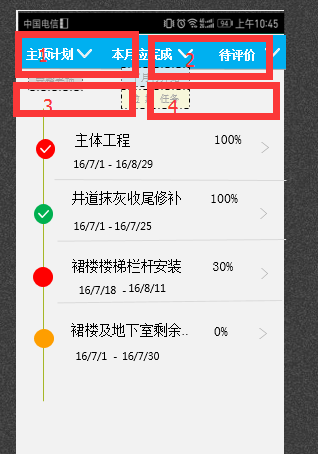 中国电信 94 上午10:45
主项计划 本月应完成 待评价
1 2
3 4
任务
主体工程 100%
16/7/1 - 16/8/29
井道抹灰收尾修补 100%
16/7/1 - 16/7/25
裙楼楼梯栏杆安装 30%
16/7/18 - 16/8/11
裙楼及地下室剩余.. 0%
16/7/1 - 16/7/30